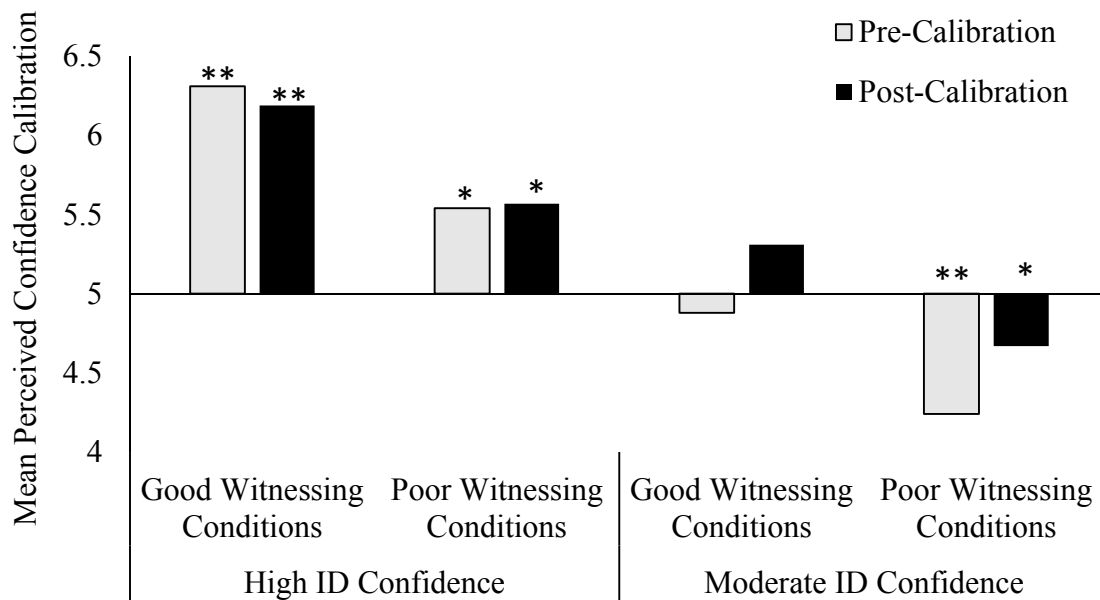 Pre-Calibration
Post-Calibration
Mean Perceived Confidence Calibration
6.5
6
5.5
5
4.5
4
**
**
*
*
**
*
Good Witnessing
Conditions
Poor Witnessing
Conditions
Good Witnessing
Conditions
Poor Witnessing
Conditions
High ID Confidence
Moderate ID Confidence